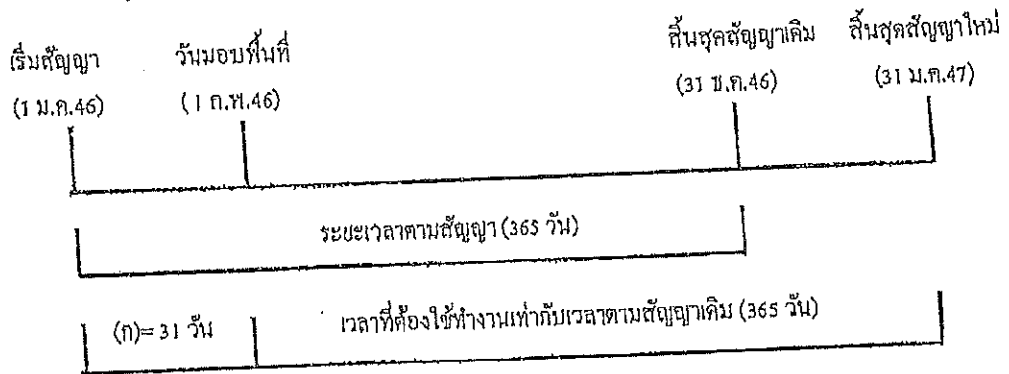 เริ่มสัญญา วันมอบพื้นที่ สิ้นสุดสัญญาเดิม สิ้นสุดสัญญาใหม่
(1 ม.ค.46) (1 ก.พ.46) (31 ธ.ค.46) (31 ม.ค.47)
ระยะเวลาตามสัญญา (365 วัน)
(ก)= 31 วัน เวลาที่ต้องใช้ทำงานเท่ากับเวลาตามสัญญาเดิม (365 วัน)